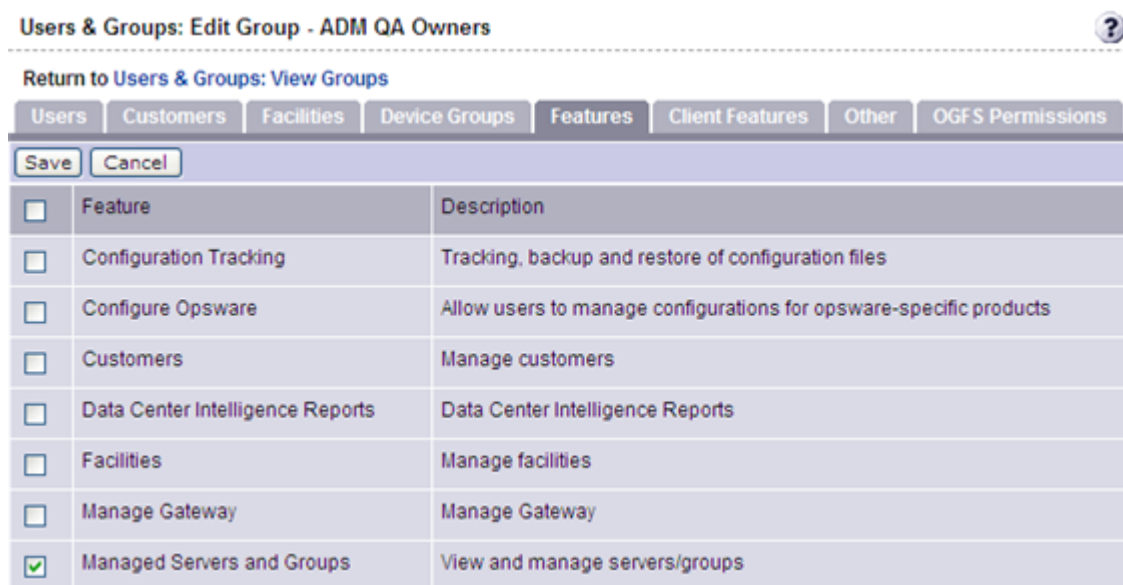 Users & Groups: Edit Group - ADM QA Owners ?
Return to Users & Groups: View Groups
Users Customers Facilities Device Groups Features Client Features Other OGFS Permissions
Save Cancel
Feature Description
Configuration Tracking Tracking, backup and restore of configuration files
Configure Opsware Allow users to manage configurations for opsware-specific products
Customers Manage customers
Data Center Intelligence Reports Data Center Intelligence Reports
Facilities Manage facilities
Manage Gateway Manage Gateway
Managed Servers and Groups View and manage servers/groups